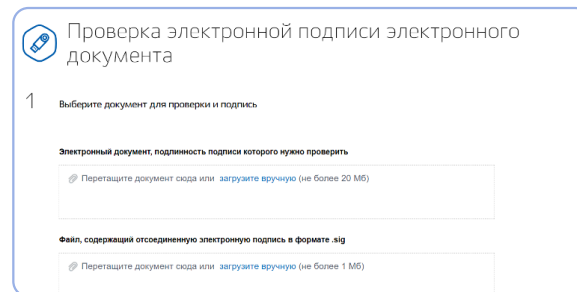 Проверка электронной подписи электронного
документа
1
Выберите документ для проверки и подпись
Электронный документ, подлинность подписи которого нужно проверить
Перетащите документ сюда или загрузите вручную (не более 20 Мб)
Файл, содержащий отсоединенную электронную подпись в формате .sig
Перетащите документ сюда или загрузите вручную (не более 1 Мб)